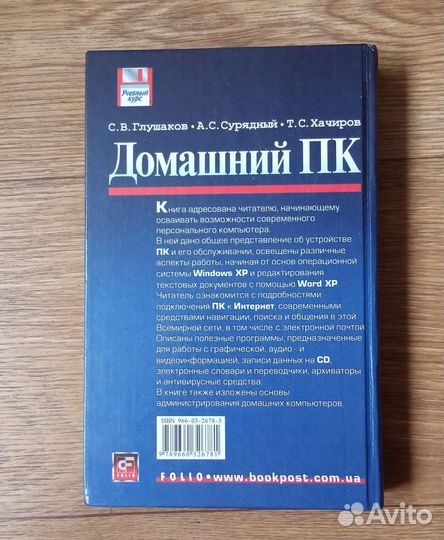 Учебный
курс
С.В.Глушаков • А.С.Сурядный • Т.С.Хачиров
Домашний ПК
Книга адресована читателю, начинающему
осваивать возможности современного
персонального компьютера.
В ней дано общее представление об устройстве
ПК и его обслуживании, освещены различные
аспекты работы, начиная от основ операционной
системы Windows XP и редактирования
текстовых документов с помощью Word XP
Читатель ознакомится с подробностями
подключения ПК к Интернет, современными
средствами навигации, поиска и общения в этой
Всемирной сети, в том числе с электронной почтой
Описаны полезные программы, предназначенные
для работы с графической, аудио– и
видеоинформацией, записи данных на CD,
электронные словари и переводчики, архиваторы
и антивирусные средства.
В книге также изложены основы
администрирования домашних компьютеров.
ISBN 966-03-2678-5
9 789660 326781
FOLIO
FOLIO • www.bookpost.com.ua
Avito